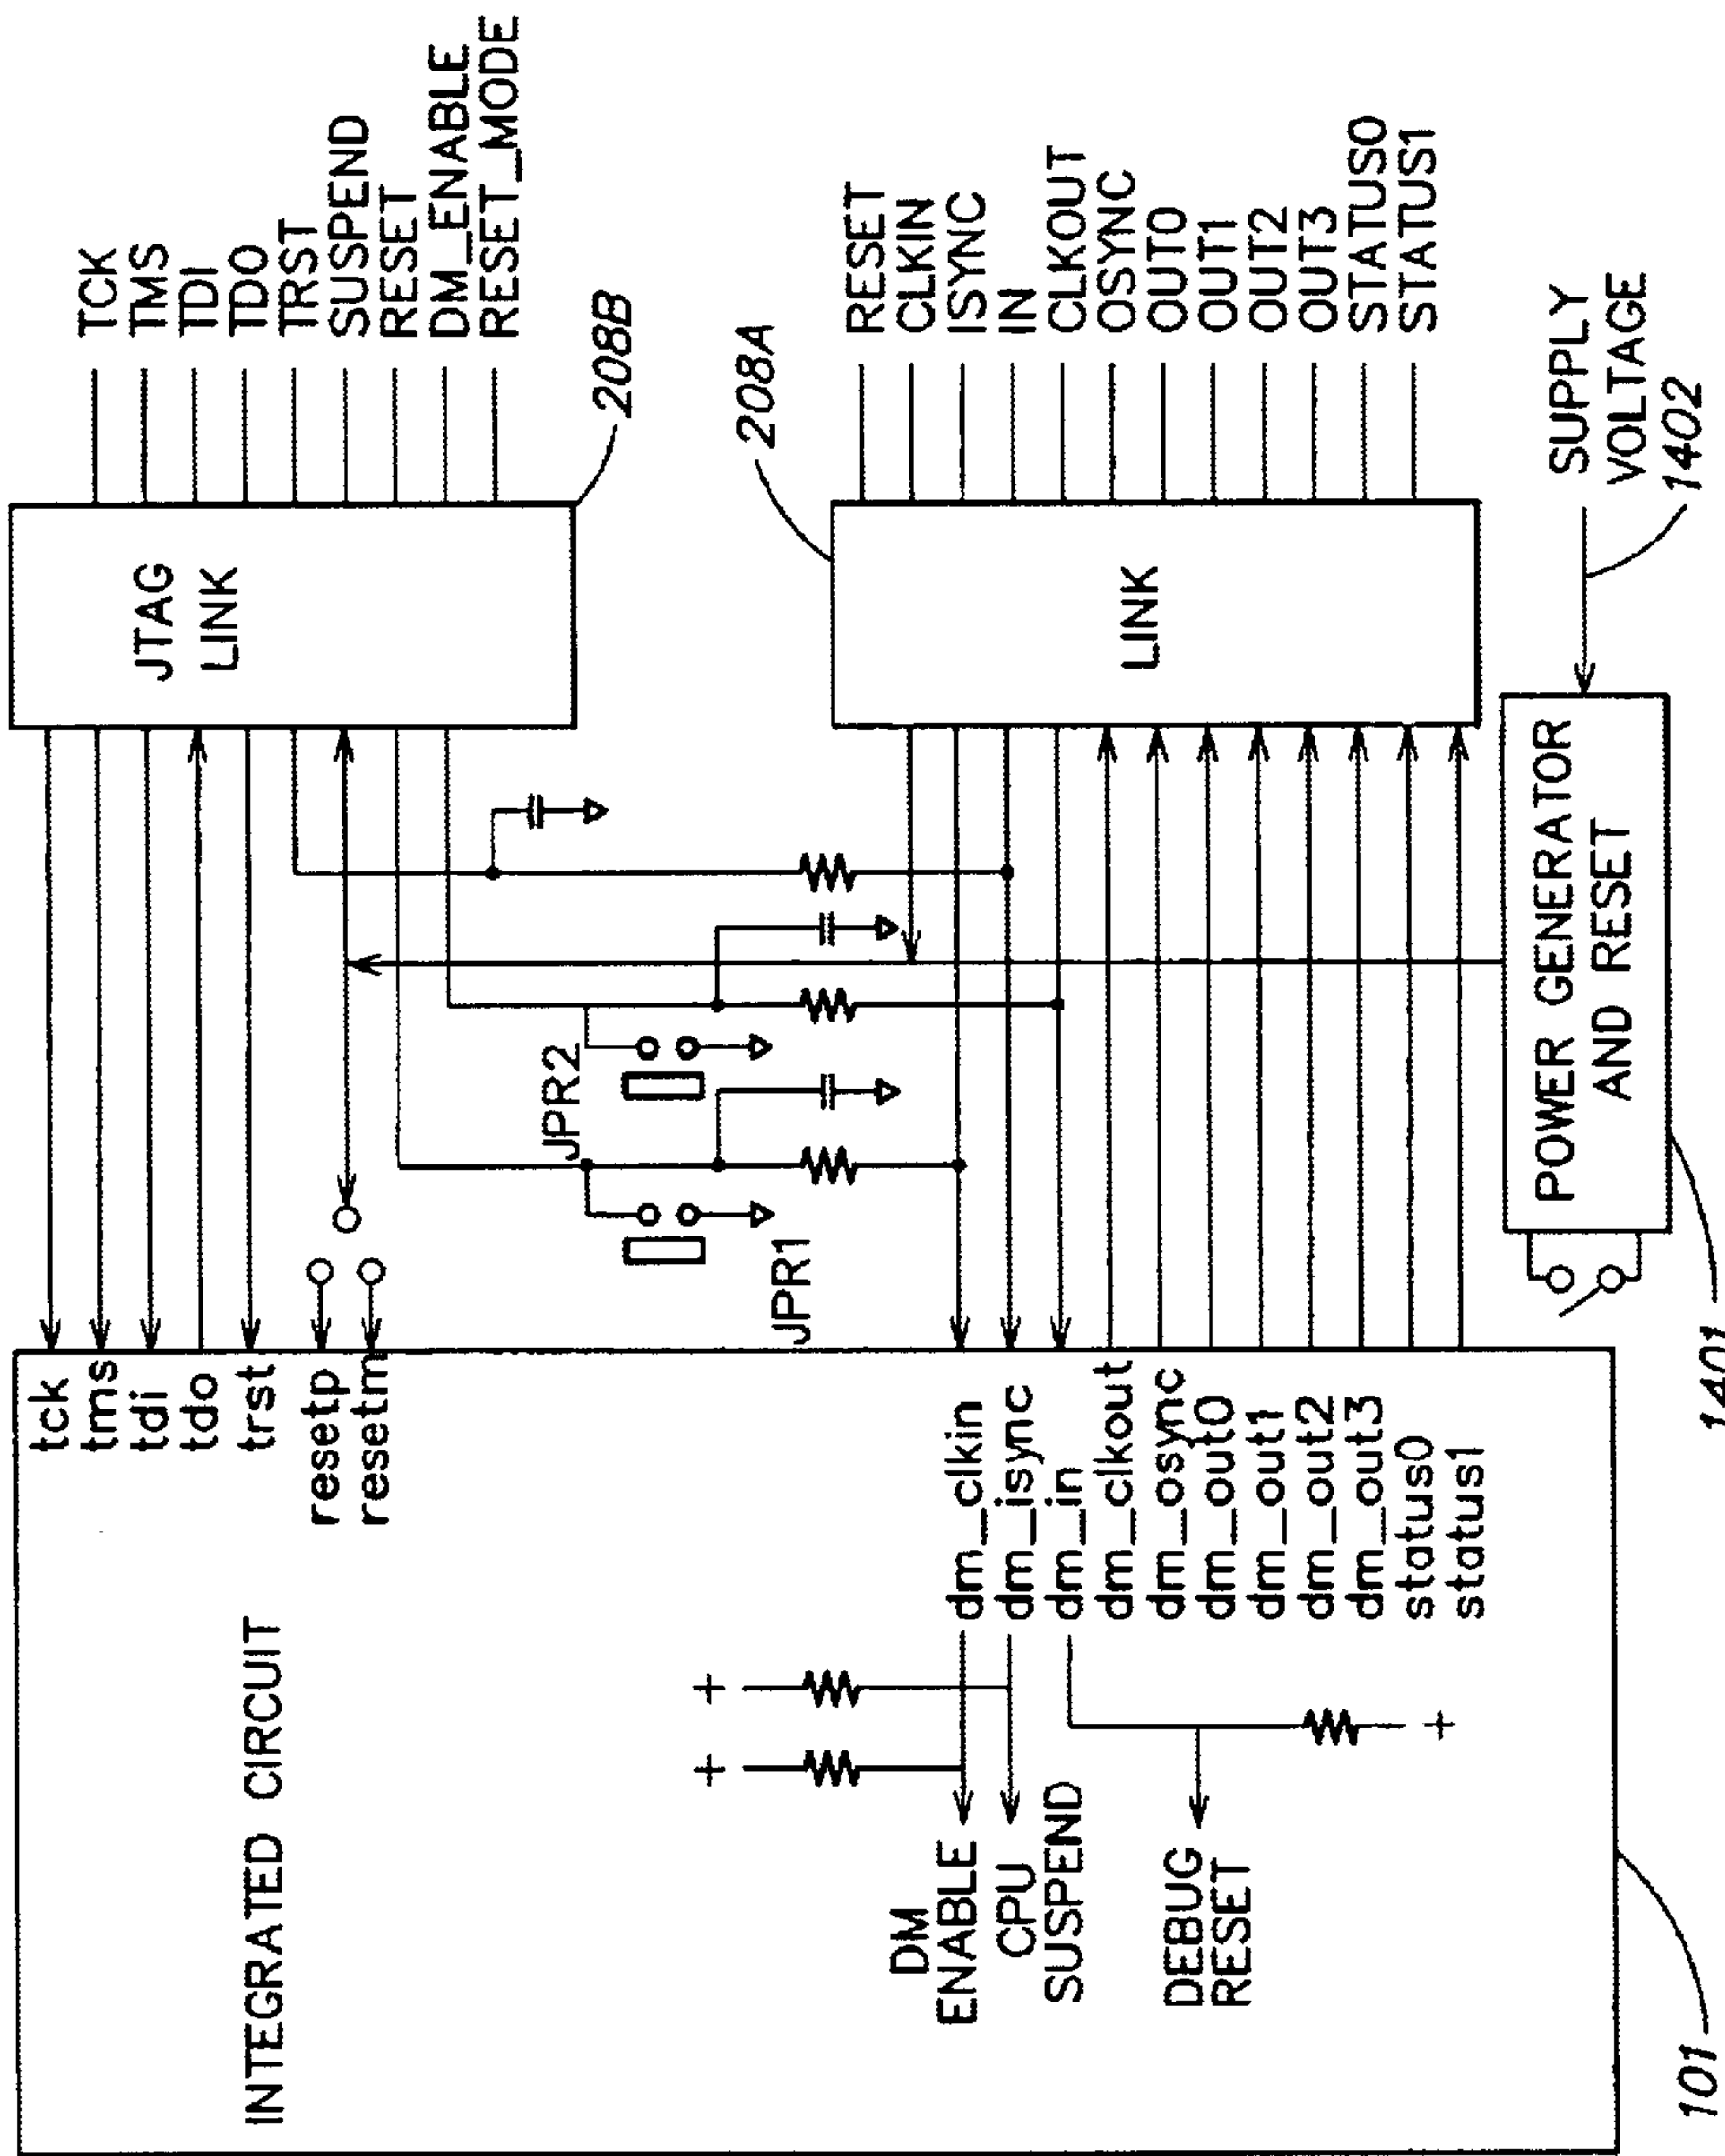 INTEGRATED CIRCUIT
tck
tms
tdi
tdo
trst
resetp
resetm
DM
ENABLE
CPU
SUSPEND
DEBUG
RESET
+
+
+
dm_clkin
dm_isync
dm_in
dm_clkout
dm_osync
dm_out0
dm_out1
dm_out2
dm_out3
status0
status1
101
JPR1
JPR2
JTAG
LINK
TCK
TMS
TDI
TDO
TRST
SUSPEND
RESET
DM_ENABLE
RESET_MODE
208B
208A
LINK
RESET
CLKIN
ISYNC
IN
CLKOUT
OSYNC
OUT0
OUT1
OUT2
OUT3
STATUS0
STATUS1
POWER GENERATOR
AND RESET
1401
SUPPLY
VOLTAGE
1402